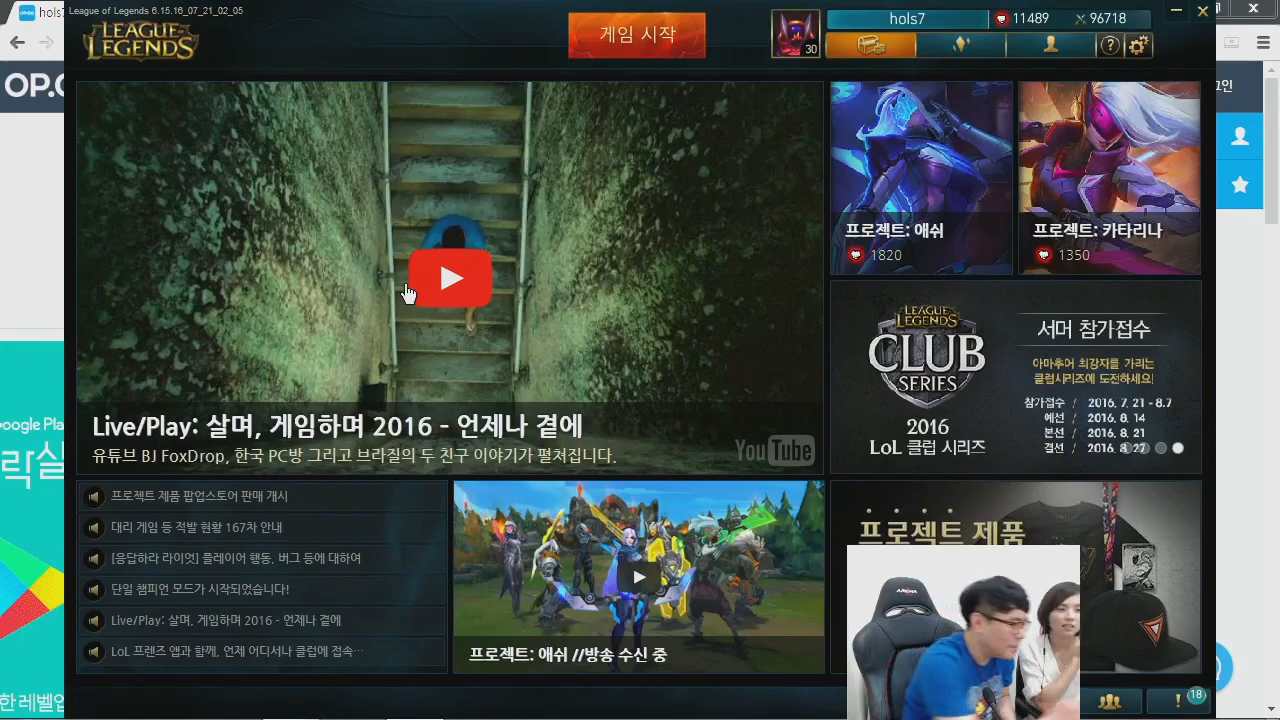 League of Legends 6.15.16_07_21_02_05
LEAGUE
OF
LEGENDS
게임 시작
30
hols7
11489
96718
?
OP.G
그인
프로젝트: 애쉬
1820
프로젝트: 카타리나
1350
LEAGUE OF
LEGENDS
CLUB
SERIES
2016
LoL 클럽 시리즈
서머 참가접수
아마추어 최강자를 가리는
클럽시리즈에 도전하세요!
참가접수 / 2016. 7. 21 - 8.7
예선 / 2016. 8. 14
본선 / 2016. 8. 21
결선 / 2016. 8. 27
Live/Play: 살며, 게임하며 2016 - 언제나 곁에
유튜브 BJ FoxDrop, 한국 PC방 그리고 브라질의 두 친구 이야기가 펼쳐집니다.
YouTube
oogle Pla
락실
한 레벨업
프로젝트 제품 팝업스토어 판매 개시
대리 게임 등 적발 현황 167차 안내
[응답하라 라이엇] 플레이어 행동, 버그 등에 대하여
단일 챔피언 모드가 시작되었습니다!
Live/Play: 살며, 게임하며 2016 - 언제나 곁에
LoL 프렌즈 앱과 함께, 언제 어디서나 클럽에 접속…
프로젝트: 애쉬 //방송 수신 중
프로젝트 제품
ARENA
18